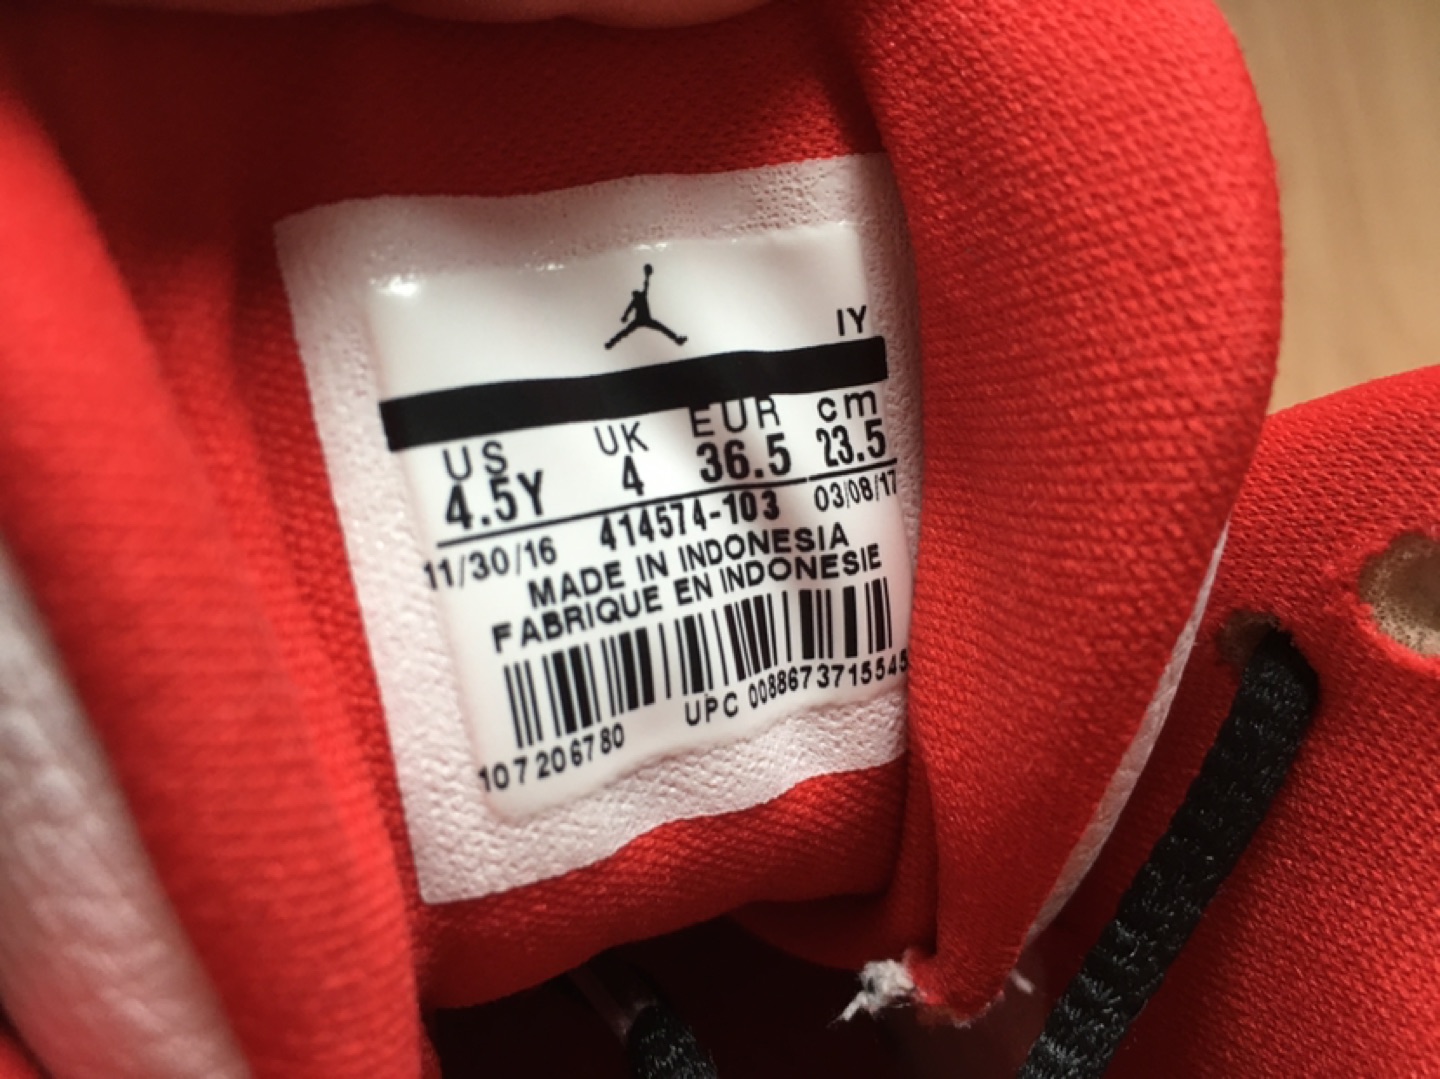 IY
US UK EUR cm
4.5Y 4 36.5 23.5
11/30/16 414574-103 03/08/17
MADE IN INDONESIA
FABRIQUE EN INDONESIE
107206780 UPC 00886737155454